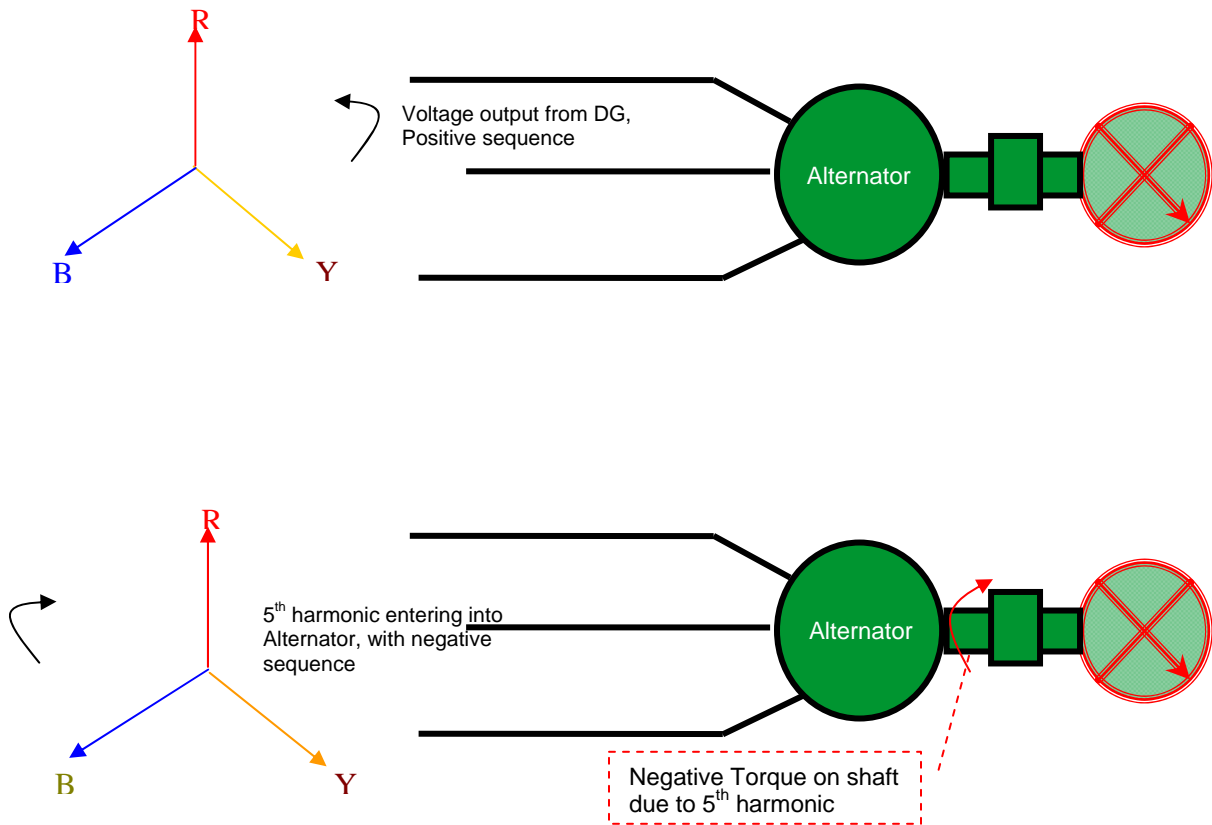 R
Voltage output from DG,
Positive sequence
Alternator
B
Y
R
5th harmonic entering into
Alternator, with negative
sequence
Alternator
B
Y
Negative Torque on shaft
due to 5th harmonic